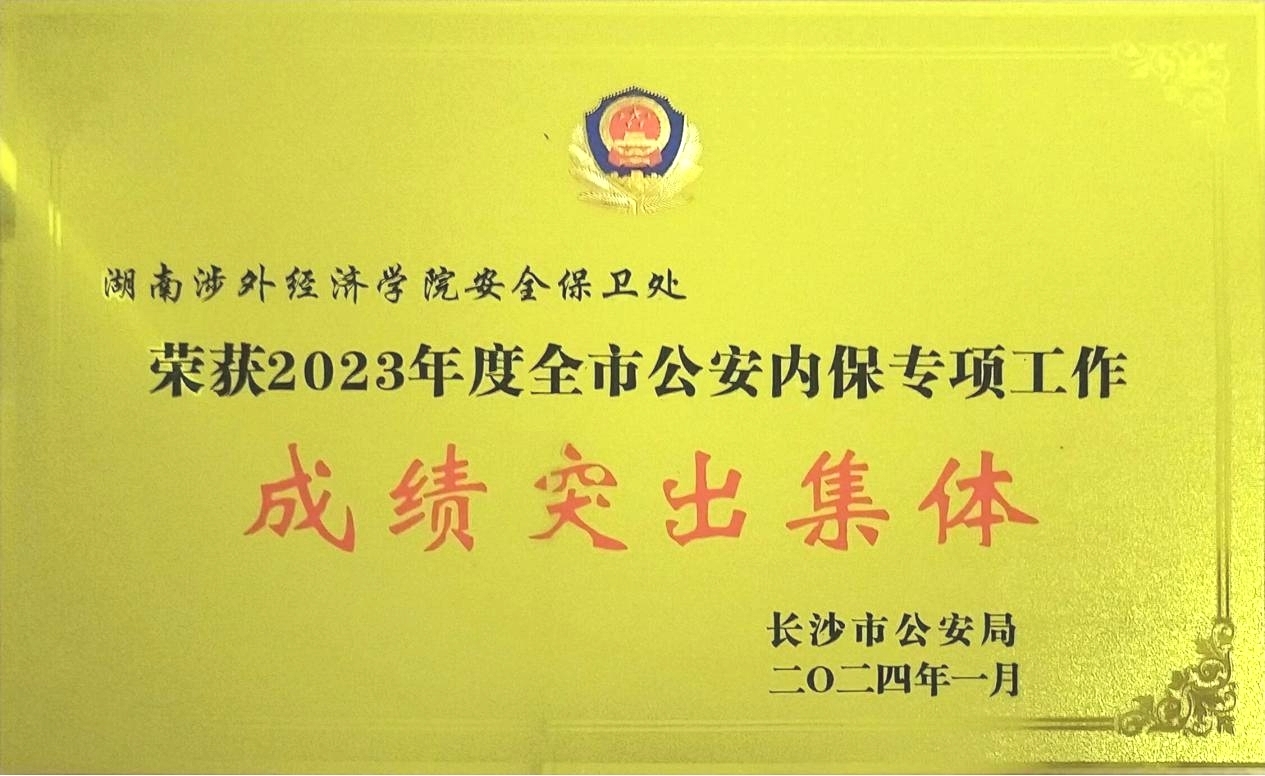 湖南涉外经济学院安全保卫处
荣获2023年度全市公安内保专项工作
成绩突出集体
长沙市公安局
二〇二四年一月